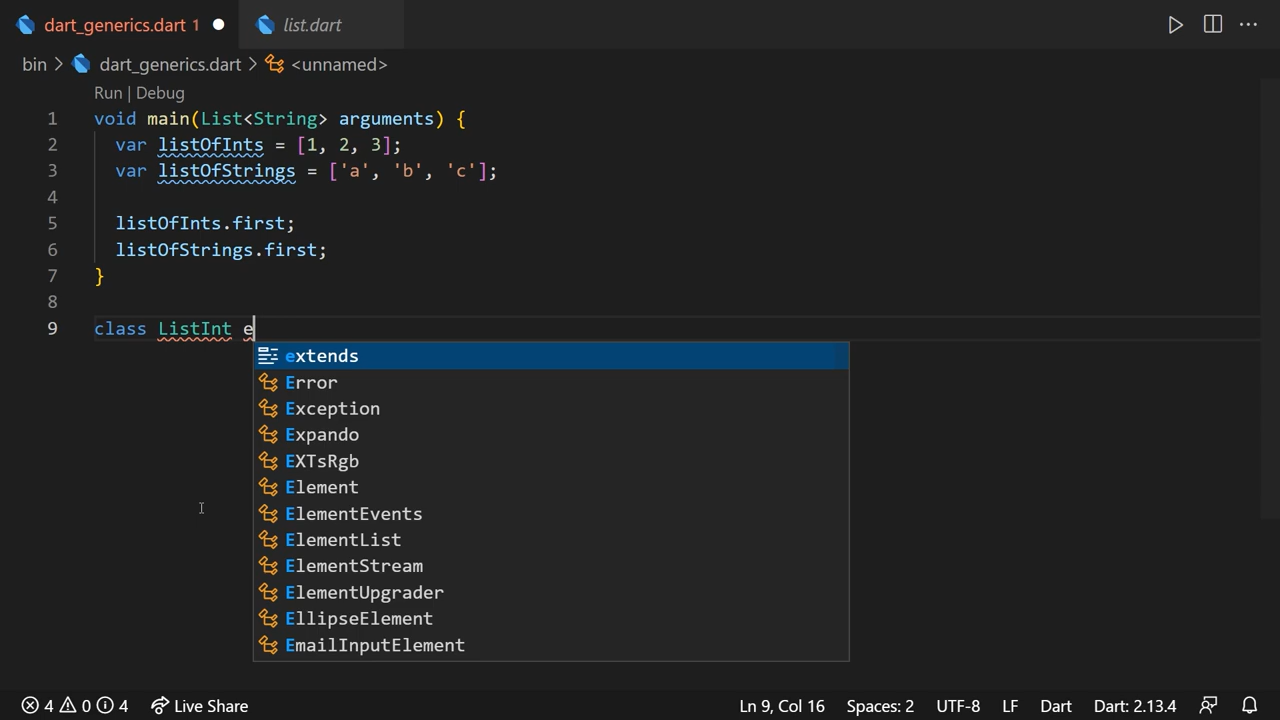 dart_generics.dart 1
list.dart
bin > dart_generics.dart > <unnamed>
Run | Debug
1 void main(List<String> arguments) {
2 var listOfInts = [1, 2, 3];
3 var listOfStrings = ['a', 'b', 'c'];
4
5 listOfInts.first;
6 listOfStrings.first;
7 }
8
9 class ListInt e
extends
Error
Exception
Expando
EXTsRgb
Element
ElementEvents
ElementList
ElementStream
ElementUpgrader
EllipseElement
EmailInputElement
4 0 4 Live Share Ln 9, Col 16 Spaces: 2 UTF-8 LF Dart Dart: 2.13.4